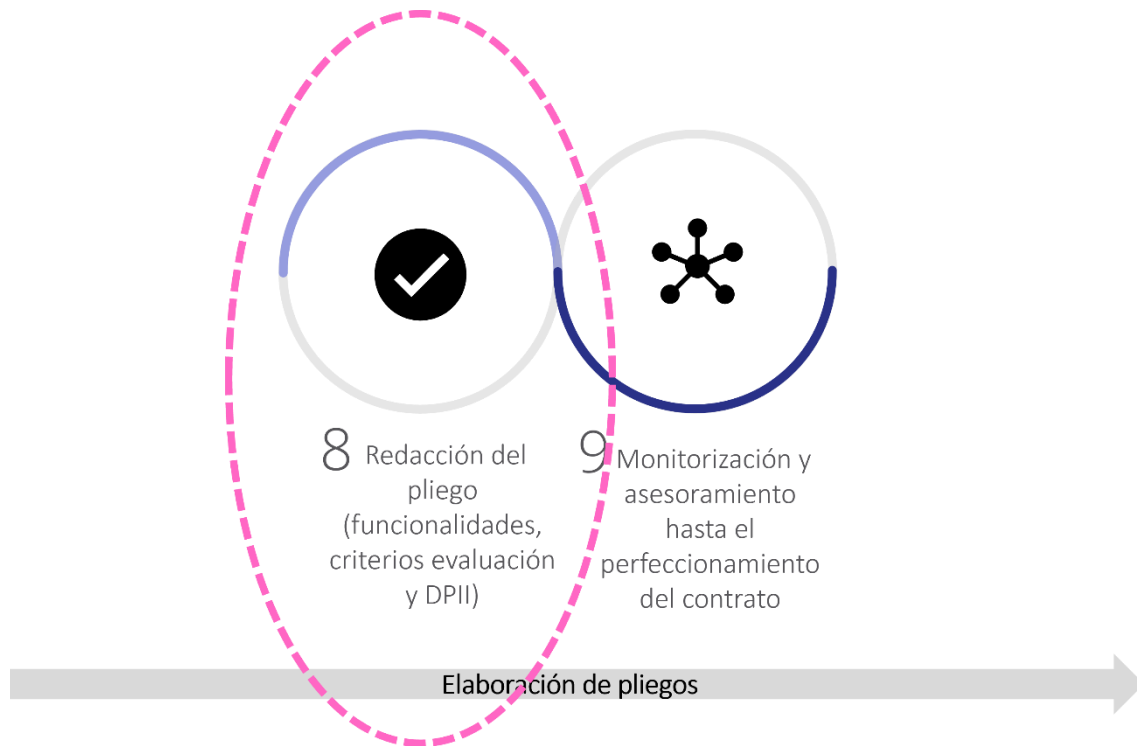 8 Redacción del
pliego
(funcionalidades,
criterios evaluación
y DPII)
9 Monitorización y
asesoramiento
hasta el
perfeccionamiento
del contrato
Elaboración de pliegos